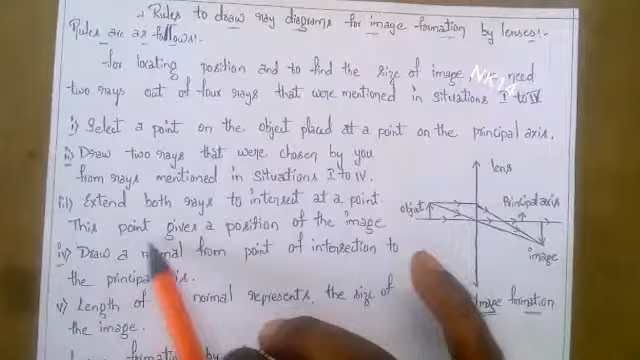 → Rules to draw ray diagrams for image formation by lenses:-
Rules are as follows:-
for locating position and to find the size of image, need
two rays out of four rays that were mentioned in situations I to IV.
i) Select a point on the object placed at a point on the principal axis.
ii) Draw two rays that were chosen by you
from rays mentioned in situations I to IV.
iii) Extend both rays to intersect at a point.
This point gives a position of the image
iv) Draw a normal from point of intersection to
the principal
v) Length of normal represents the size of
the image.
formation by
lens
Principal axis
object
image
image formation
NK14